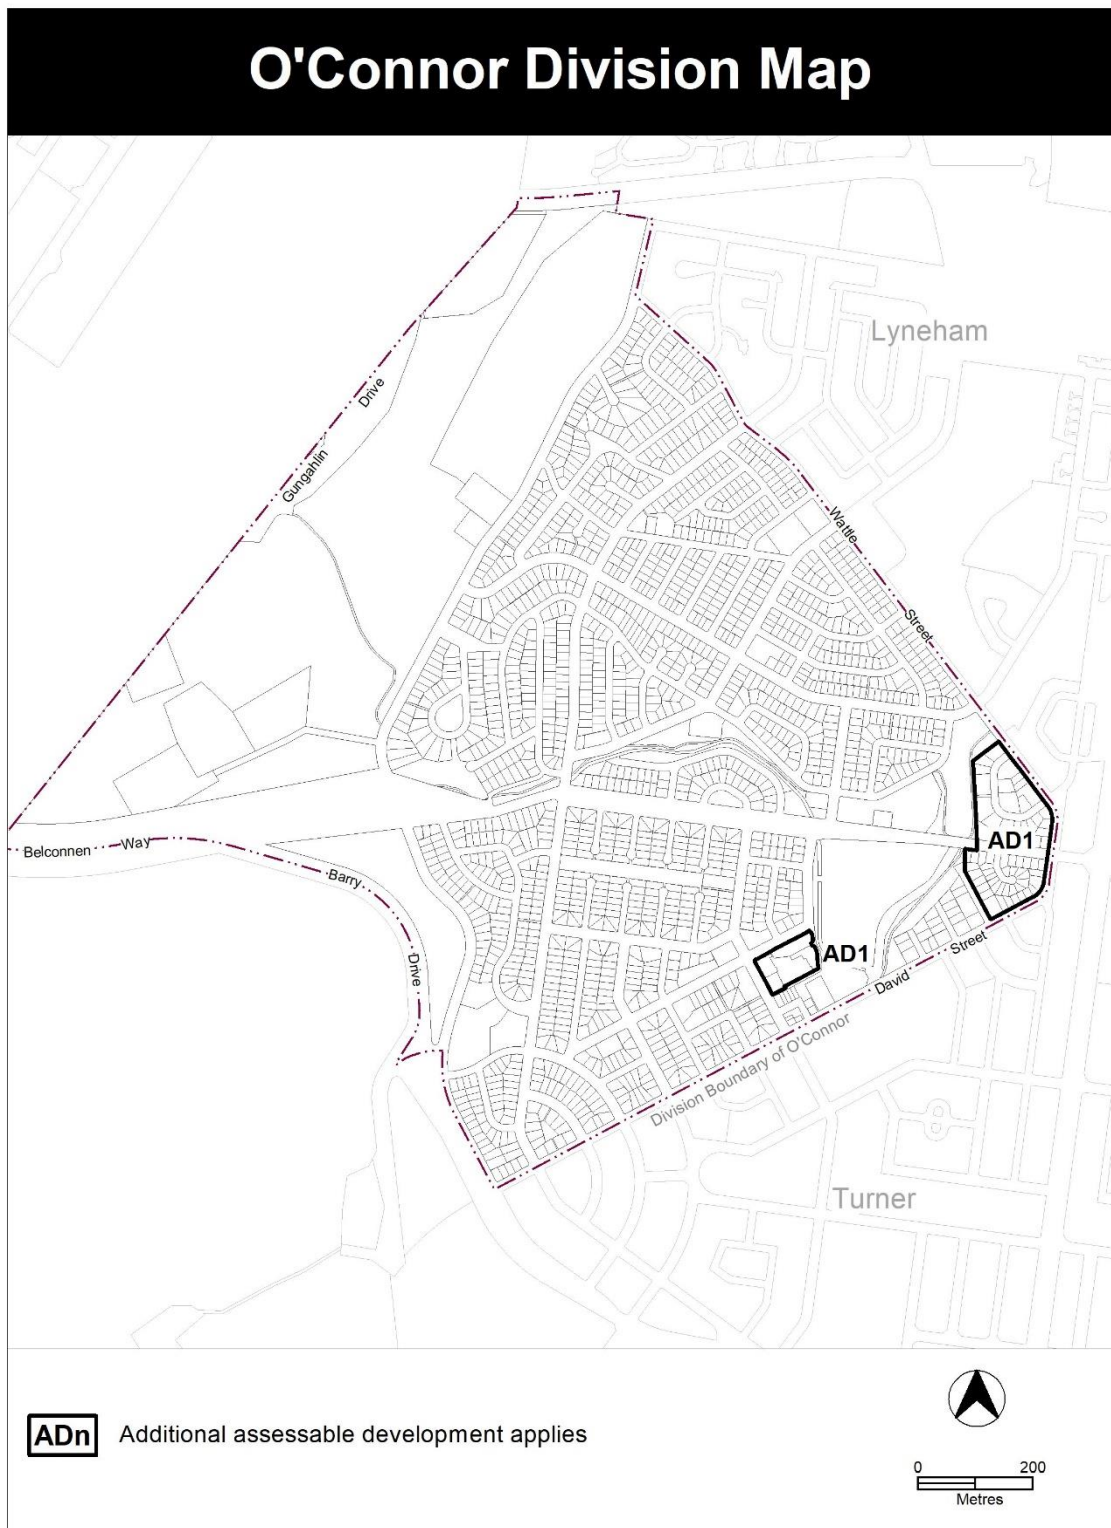 O'Connor Division Map
Lyneham
Drive
Gungahlin
Wattle
Street
AD1
Belconnen
Way
Barry
AD1
Street
Drive
David
Division Boundary of O'Connor
Turner
ADn Additional assessable development applies
0 200
Metres